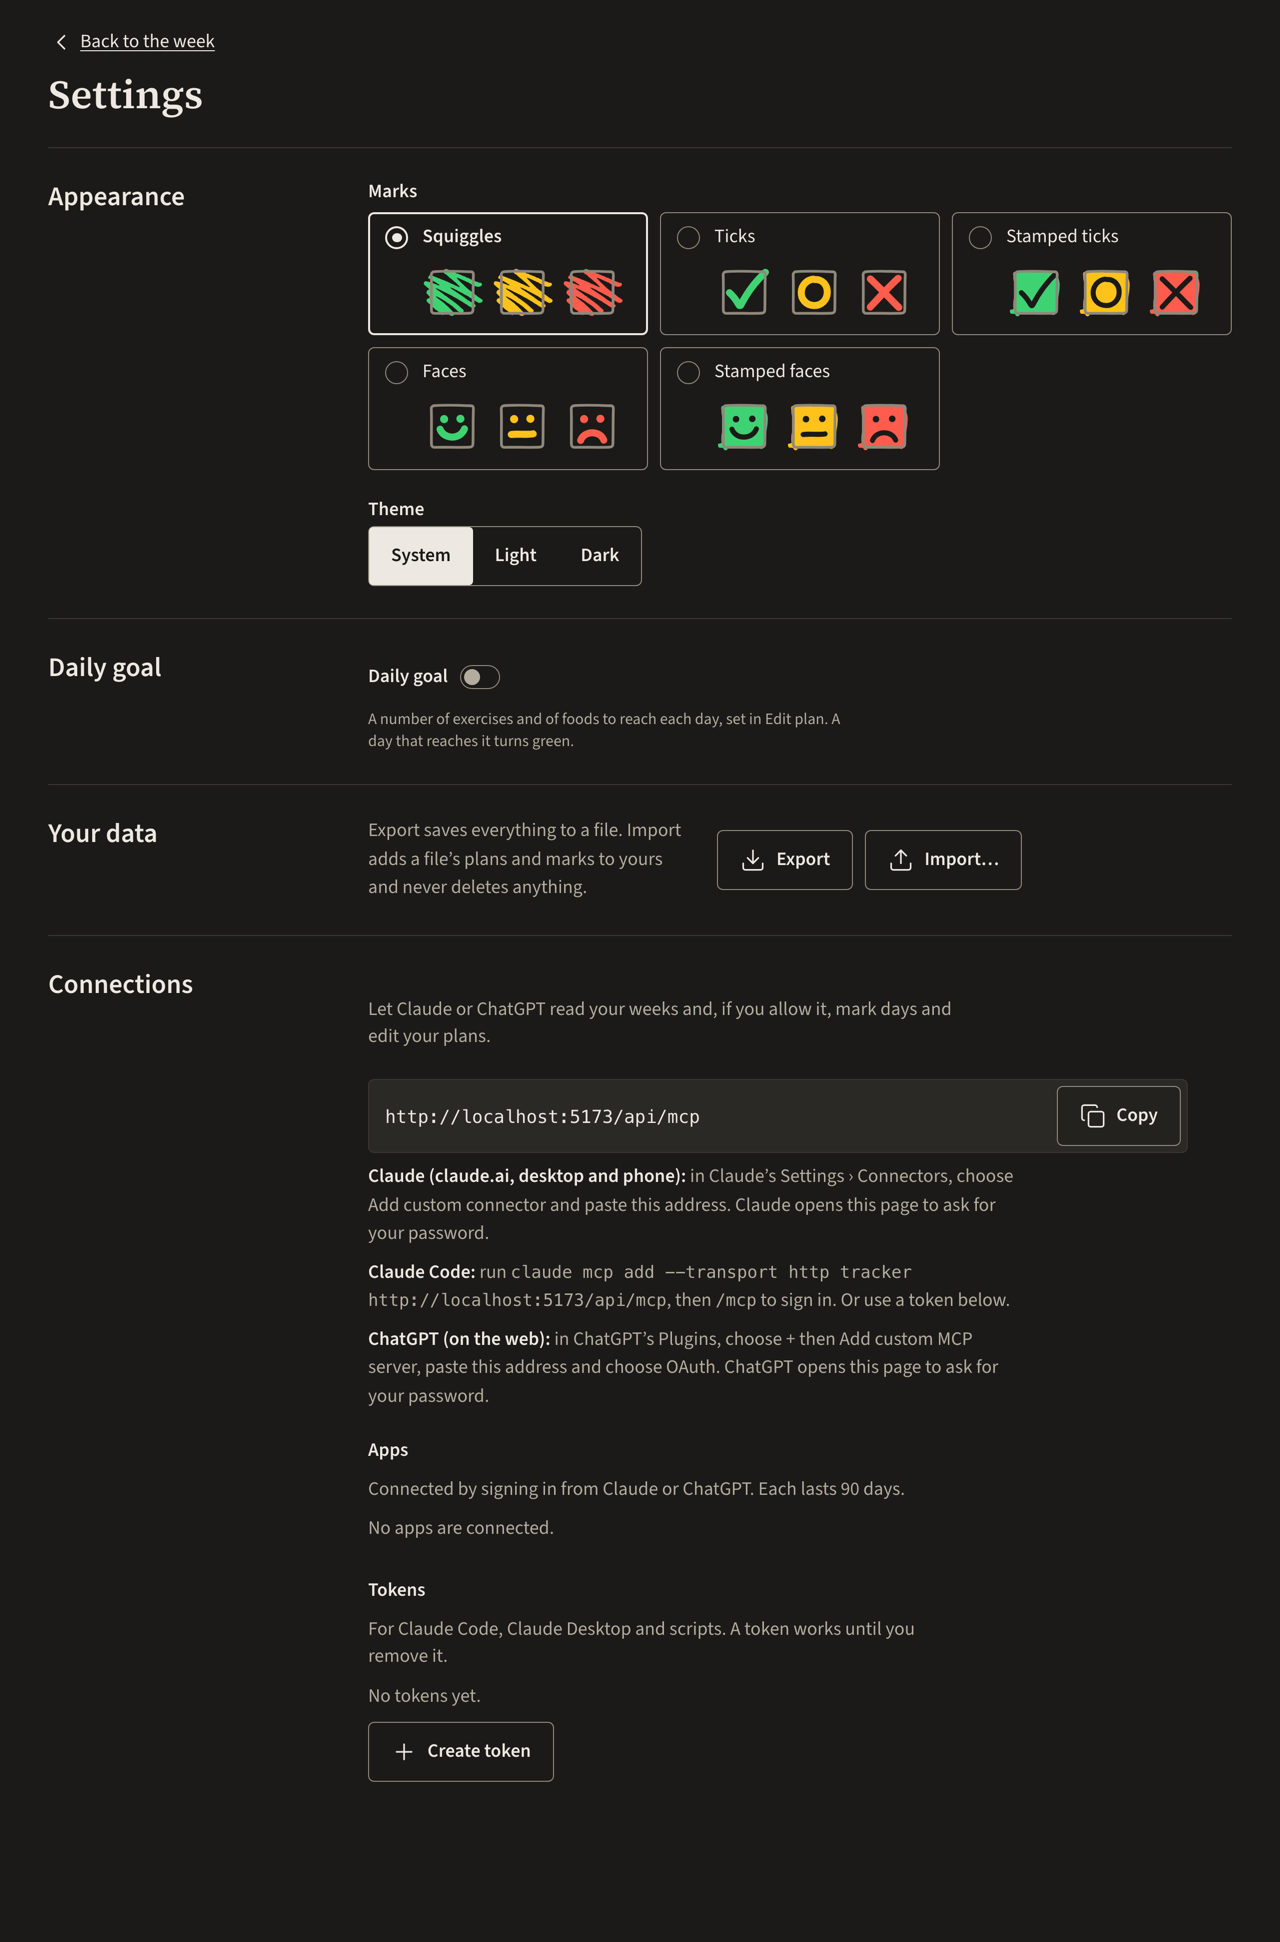 Back to the week
Settings
Appearance
Marks
Squiggles
Ticks
Stamped ticks
Faces
Stamped faces
Theme
System
Light
Dark
Daily goal
Daily goal
A number of exercises and of foods to reach each day, set in Edit plan. A
day that reaches it turns green.
Your data
Export saves everything to a file. Import
adds a file’s plans and marks to yours
and never deletes anything.
Export
Import…
Connections
Let Claude or ChatGPT read your weeks and, if you allow it, mark days and
edit your plans.
http://localhost:5173/api/mcp
Copy
Claude (claude.ai, desktop and phone): in Claude’s Settings › Connectors, choose
Add custom connector and paste this address. Claude opens this page to ask for
your password.
Claude Code: run claude mcp add --transport http tracker
http://localhost:5173/api/mcp, then /mcp to sign in. Or use a token below.
ChatGPT (on the web): in ChatGPT’s Plugins, choose + then Add custom MCP
server, paste this address and choose OAuth. ChatGPT opens this page to ask for
your password.
Apps
Connected by signing in from Claude or ChatGPT. Each lasts 90 days.
No apps are connected.
Tokens
For Claude Code, Claude Desktop and scripts. A token works until you
remove it.
No tokens yet.
Create token